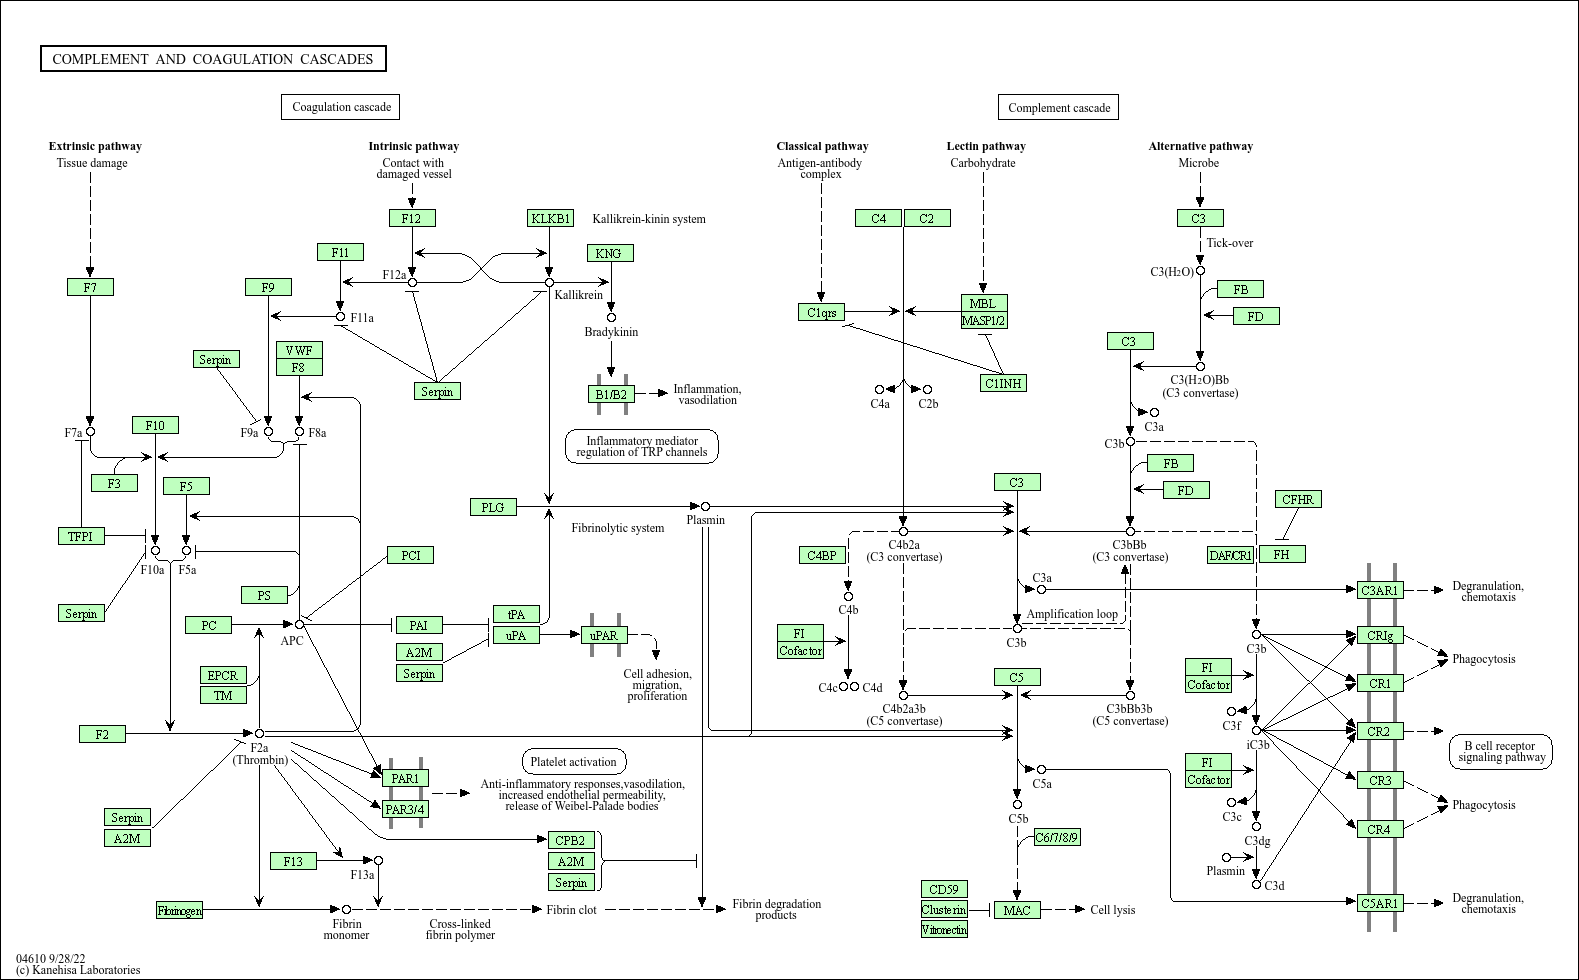 COMPLEMENT AND COAGULATION CASCADES
Coagulation cascade
Complement cascade
Extrinsic pathway
Tissue damage
Intrinsic pathway
Contact with
damaged vessel
Classical pathway
Antigen-antibody
complex
Lectin pathway
Carbohydrate
Alternative pathway
Microbe
F12
KLKB1
Kallikrein-kinin system
C4
C2
C3
Tick-over
F11
KNG
F12a
C3(H2O)
F7
F9
Kallikrein
FB
MBL
MASP1/2
C1qrs
FD
F11a
Bradykinin
Serpin
VWF
F8
C3
C3(H2O)Bb
(C3 convertase)
Serpin
B1/B2
Inflammation,
vasodilation
C1INH
C4a
C2b
C3a
F7a
F10
F9a
F8a
Inflammatory mediator
regulation of TRP channels
C3b
FB
F3
F5
C3
FD
CFHR
PLG
Plasmin
Fibrinolytic system
TFPI
C4b2a
(C3 convertase)
C3bBb
(C3 convertase)
F10a
F5a
PCI
C4BP
DAF/CR1
FH
C3a
C3AR1
Degranulation,
chemotaxis
PS
Serpin
C4b
Amplification loop
PC
APC
PAI
tPA
uPA
uPAR
FI
Cofactor
C3b
C3b
CRIg
Phagocytosis
A2M
Serpin
EPCR
TM
Cell adhesion,
migration,
proliferation
C4c
C4d
C5
FI
Cofactor
CR1
C4b2a3b
(C5 convertase)
C3bBb3b
(C5 convertase)
C3f
F2
F2a
(Thrombin)
iC3b
CR2
B cell receptor
signaling pathway
Platelet activation
PAR1
PAR3/4
Anti-inflammatory responses,vasodilation,
increased endothelial permeability,
release of Weibel-Palade bodies
C5a
FI
Cofactor
CR3
C3c
Phagocytosis
C5b
Serpin
A2M
C6/7/8/9
C3dg
CR4
CPB2
A2M
Serpin
F13
F13a
Plasmin
C3d
CD59
Clusterin
Vitronectin
MAC
Cell lysis
C5AR1
Degranulation,
chemotaxis
Fibrinogen
Fibrin
monomer
Cross-linked
fibrin polymer
Fibrin clot
Fibrin degradation
products
04610 9/28/22
(c) Kanehisa Laboratories